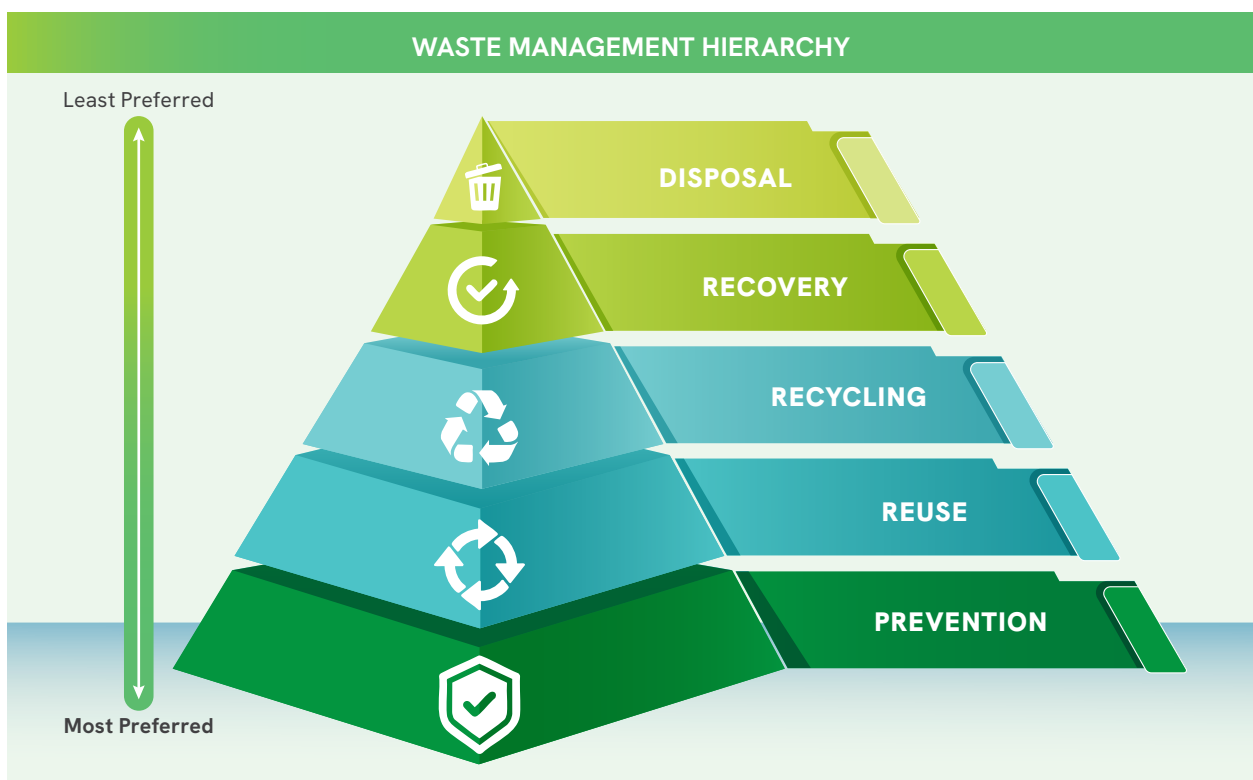 WASTE MANAGEMENT HIERARCHY
Least Preferred
DISPOSAL
RECOVERY
RECYCLING
REUSE
PREVENTION
Most Preferred